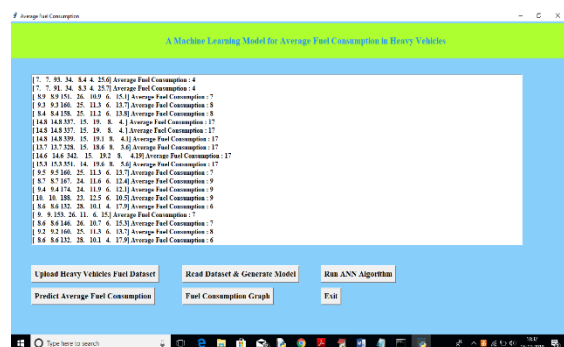 Average Fuel Consumption
A Machine Learning Model for Average Fuel Consumption in Heavy Vehicles
[ 7. 7. 93. 34. 8.4 4. 25.6] Average Fuel Consumption : 4
[ 7. 7. 91. 34. 8.3 4. 25.7] Average Fuel Consumption : 4
[ 8.9 8.9 151. 26. 10.9 6. 15.1] Average Fuel Consumption : 7
[ 9.3 9.3 160. 25. 11.3 6. 13.7] Average Fuel Consumption : 8
[ 8.4 8.4 158. 25. 11.2 6. 13.8] Average Fuel Consumption : 8
[14.8 14.8 337. 15. 19. 8. 4. ] Average Fuel Consumption : 17
[14.8 14.8 337. 15. 19. 8. 4. ] Average Fuel Consumption : 17
[14.8 14.8 339. 15. 19.1 8. 4.1] Average Fuel Consumption : 17
[13.7 13.7 328. 15. 18.6 8. 3.6] Average Fuel Consumption : 17
[14.6 14.6 342. 15. 19.2 8. 4.19] Average Fuel Consumption : 17
[15.3 15.3 351. 14. 19.6 8. 5.6] Average Fuel Consumption : 17
[ 9.5 9.5 160. 25. 11.3 6. 13.7] Average Fuel Consumption : 7
[ 8.7 8.7 167. 24. 11.6 6. 12.4] Average Fuel Consumption : 9
[ 9.4 9.4 174. 24. 11.9 6. 12.1] Average Fuel Consumption : 9
[10. 10. 188. 23. 12.5 6. 10.5] Average Fuel Consumption : 9
[ 8.6 8.6 132. 28. 10.1 4. 17.9] Average Fuel Consumption : 6
[ 9. 9. 153. 26. 11. 6. 15.] Average Fuel Consumption : 7
[ 8.6 8.6 146. 26. 10.7 6. 15.3] Average Fuel Consumption : 7
[ 9.2 9.2 160. 25. 11.3 6. 13.7] Average Fuel Consumption : 8
[ 8.6 8.6 132. 28. 10.1 4. 17.9] Average Fuel Consumption : 6
Upload Heavy Vehicles Fuel Dataset
Read Dataset & Generate Model
Run ANN Algorithm
Predict Average Fuel Consumption
Fuel Consumption Graph
Exit
Type here to search